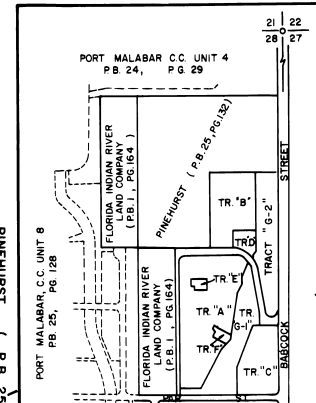 21 22
28 27
PORT MALABAR C.C. UNIT 4
P.B. 24, P.G. 29
FLORIDA INDIAN RIVER
LAND COMPANY
(P.B. 1, PG. 164)
PINEHURST (P.B. 25, PG. 132)
STREET
TR. "B"
TR. "D"
TRACT "G-2"
PORT MALABAR, C.C. UNIT 8
P.B. 25, PG. 128
FLORIDA INDIAN RIVER
LAND COMPANY
(P.B. 1, PG. 164)
TR. "E"
TR. "A"
TR.
"G-1"
TR. "F"
TR. "C"
BABCOCK
PINEHURST (P.B. 25